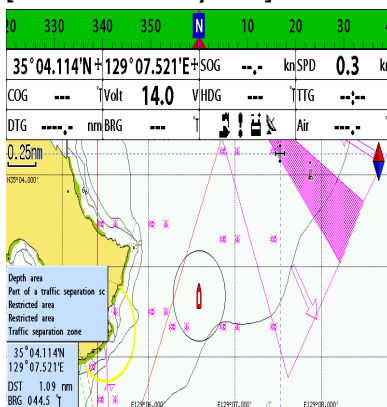 20 330 340 350 N 10 20 30
35°04.114'N 129°07.521'E SOG --.- kn SPD 0.3 kn
COG --- °T Volt 14.0 V HDG --- °T TTG --:--
DTG ----.- nm BRG --- °T Air ---.- °
0.25nm
N35°04.000'
Depth area
Part of a traffic separation sc
Restricted area
Restricted area
Traffic separation zone
35°04.114'N
129°07.521'E
DST 1.09 nm
BRG 044.5 °T
E129°06.000' E129°07.000' E129°08.000'